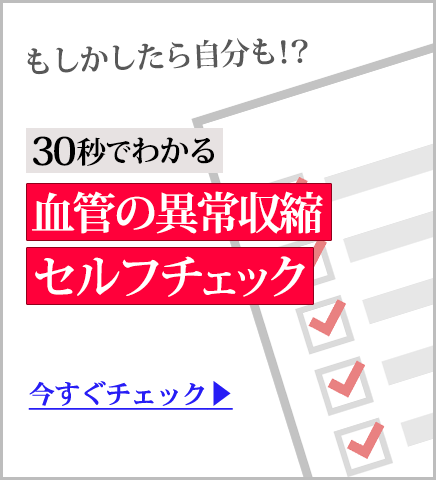 もしかしたら自分も!?
30秒でわかる
血管の異常収縮
セルフチェック
今すぐチェック▶